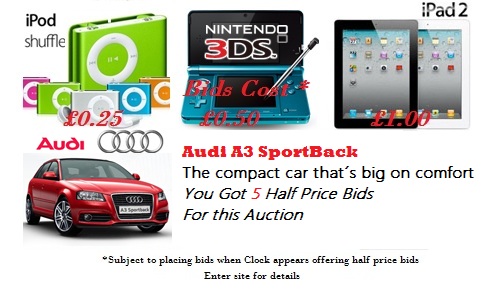 iPod
shuffle
NINTENDO
3DS
iPad 2
Bids Cost *
£0.25
£0.50
£1.00
Audi
Audi A3 SportBack
The compact car that´s big on comfort
You Got 5 Half Price Bids
For this Auction
A3 Sportback
*Subject to placing bids when Clock appears offering half price bids
Enter site for details